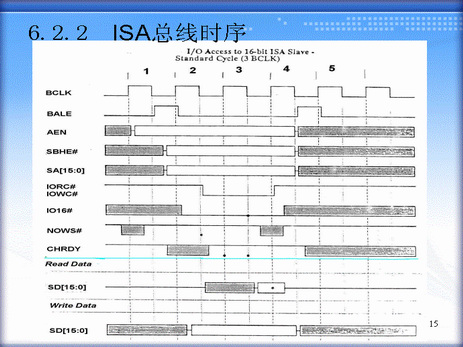 6.2.2 ISA总线时序
I/O Access to 16-bit ISA Slave -
Standard Cycle (3 BCLK)
1 2 3 4 5
BCLK
BALE
AEN
SBHE#
SA[15:0]
IORC#
IOWC#
IO16#
NOWS#
CHRDY
Read Data
SD[15:0]
Write Data
SD[15:0]
15